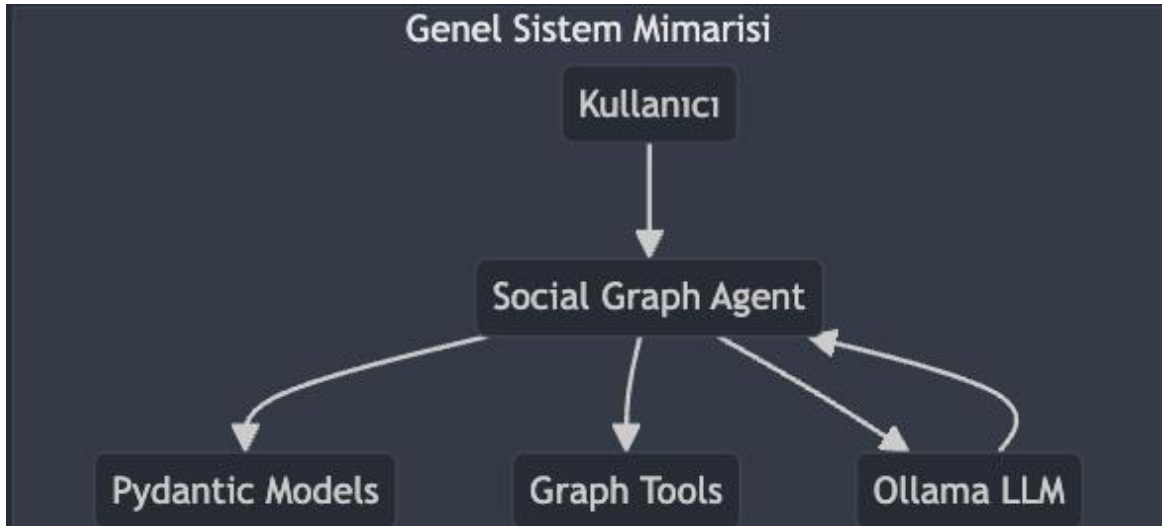 Genel Sistem Mimarisi
Kullanıcı
Social Graph Agent
Pydantic Models
Graph Tools
Ollama LLM